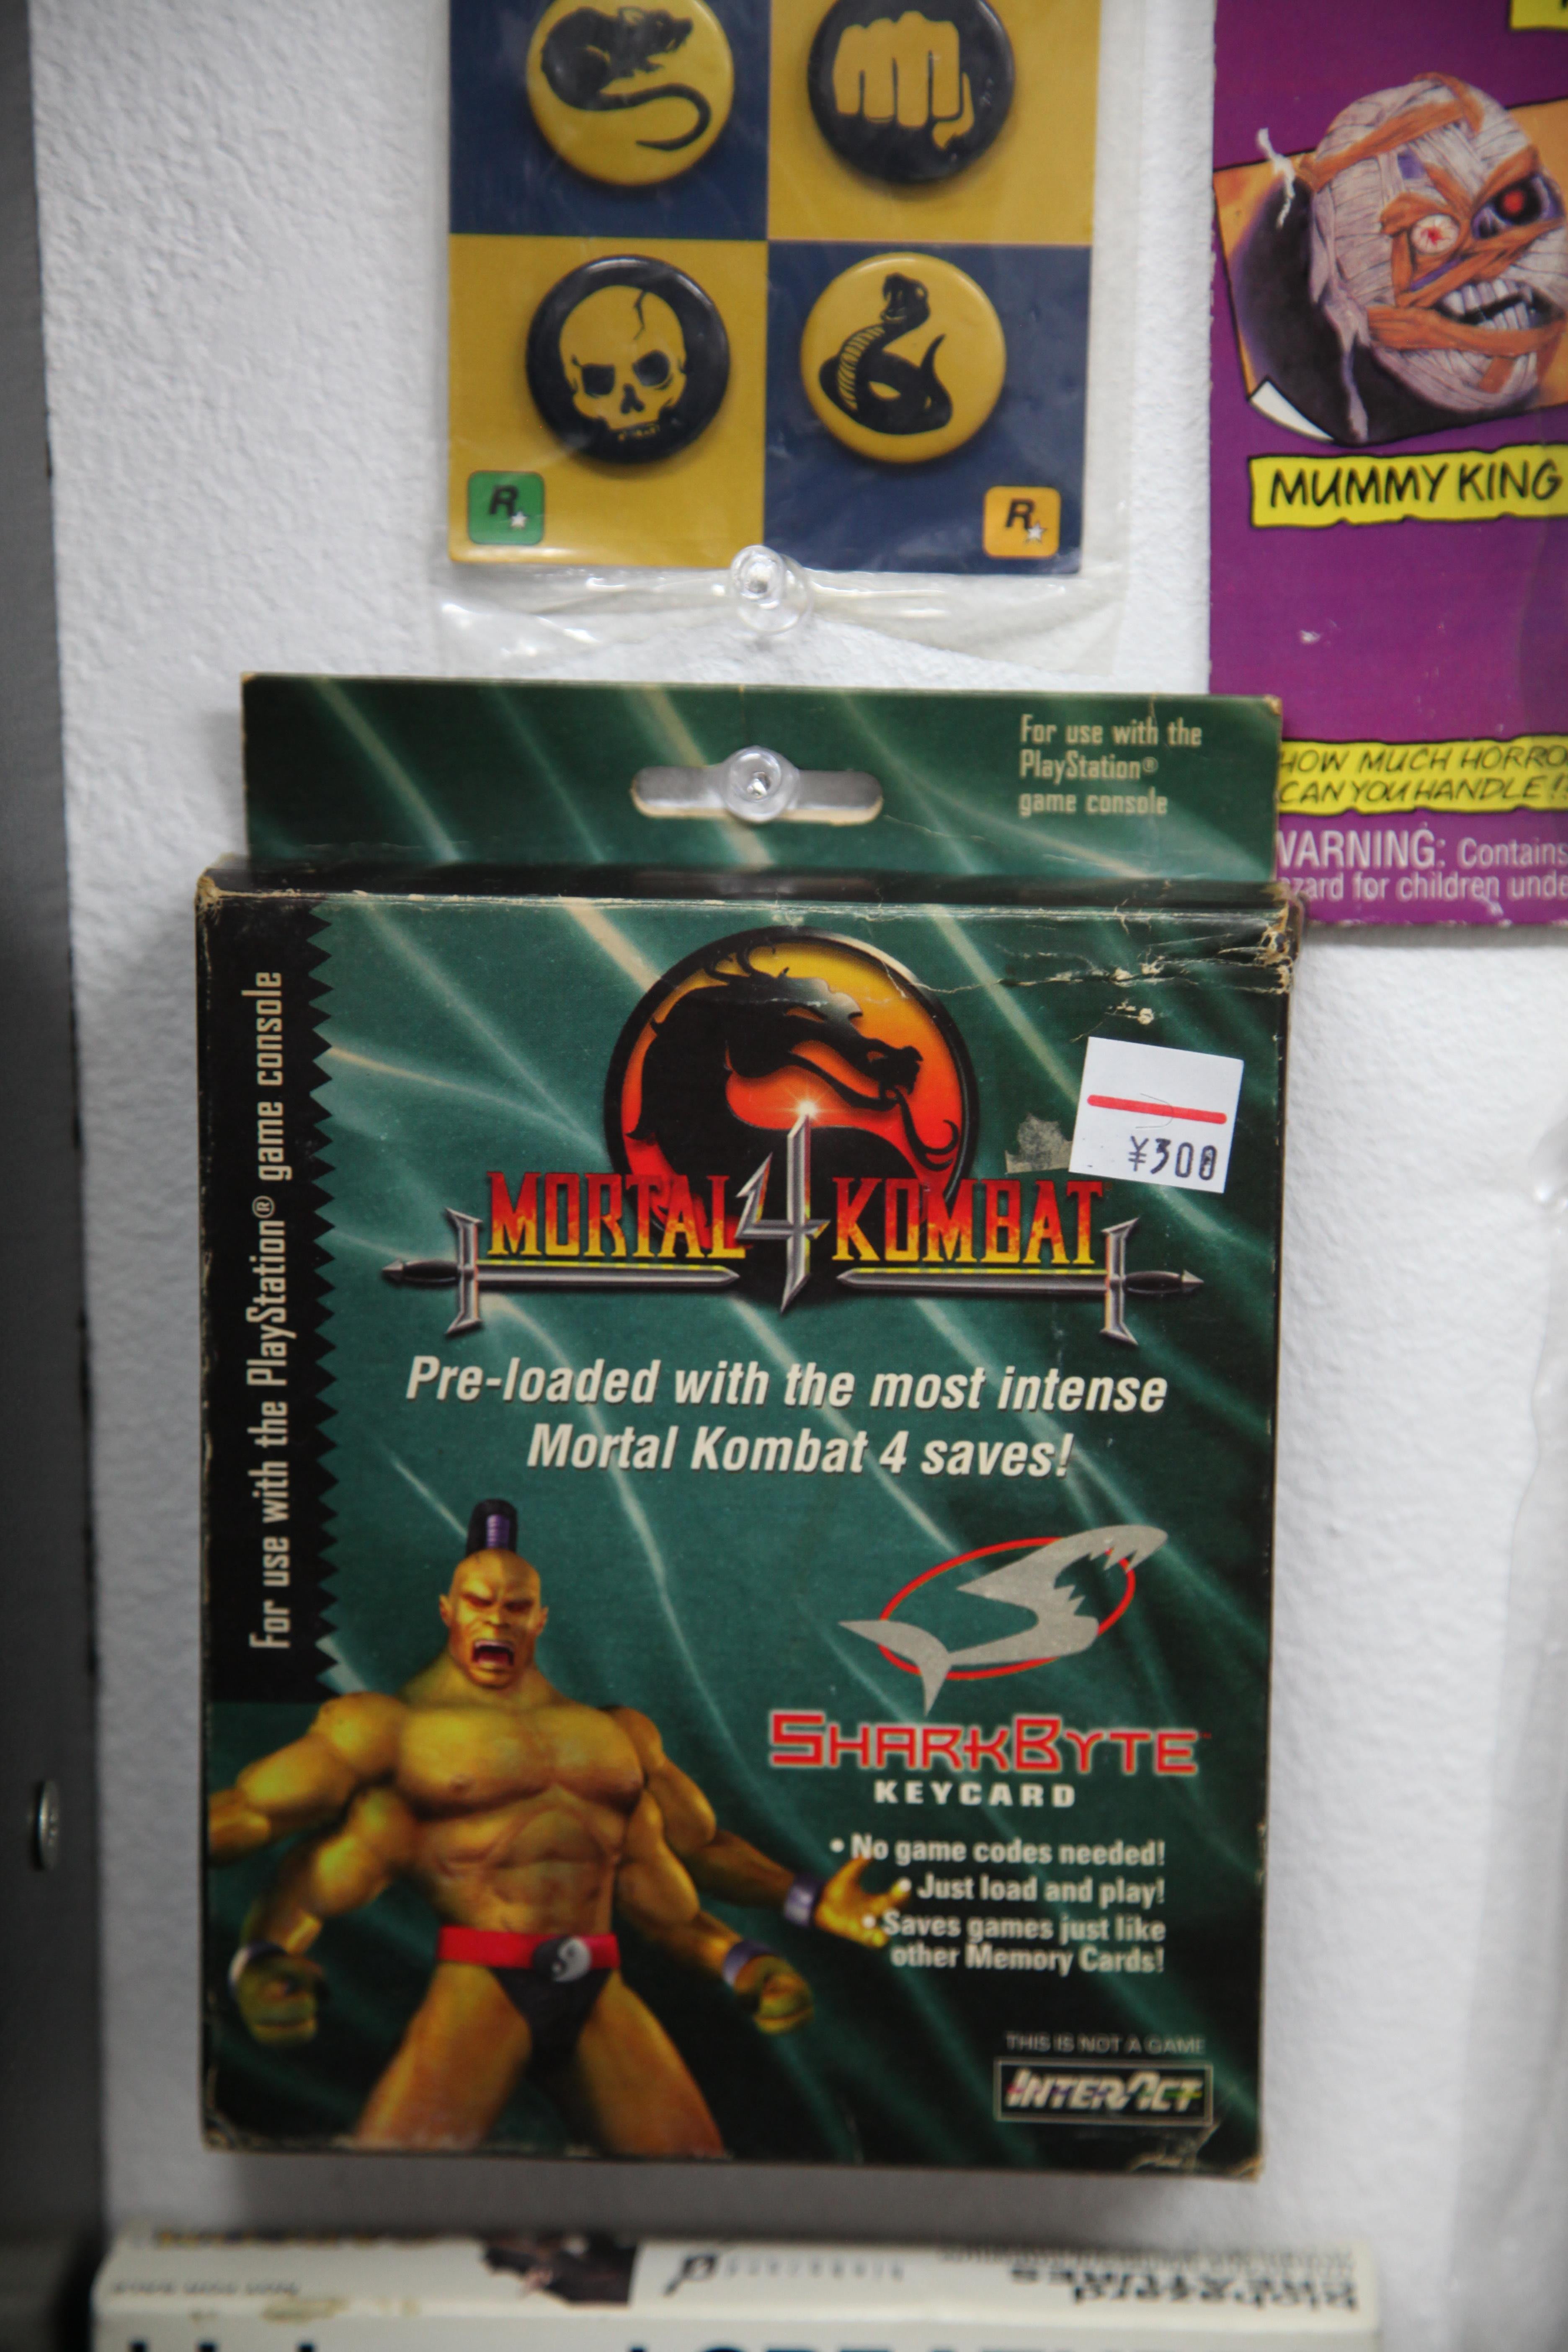 R
R
MUMMY KING
HOW MUCH HORRO
CAN YOU HANDLE!
WARNING: Contains
azard for children unde
For use with the
PlayStation®
game console
For use with the PlayStation® game console
¥300
MORTAL 4 KOMBAT
Pre-loaded with the most intense
Mortal Kombat 4 saves!
SHARKBYTE™
KEYCARD
• No game codes needed!
• Just load and play!
• Saves games just like
other Memory Cards!
THIS IS NOT A GAME
INTERACT